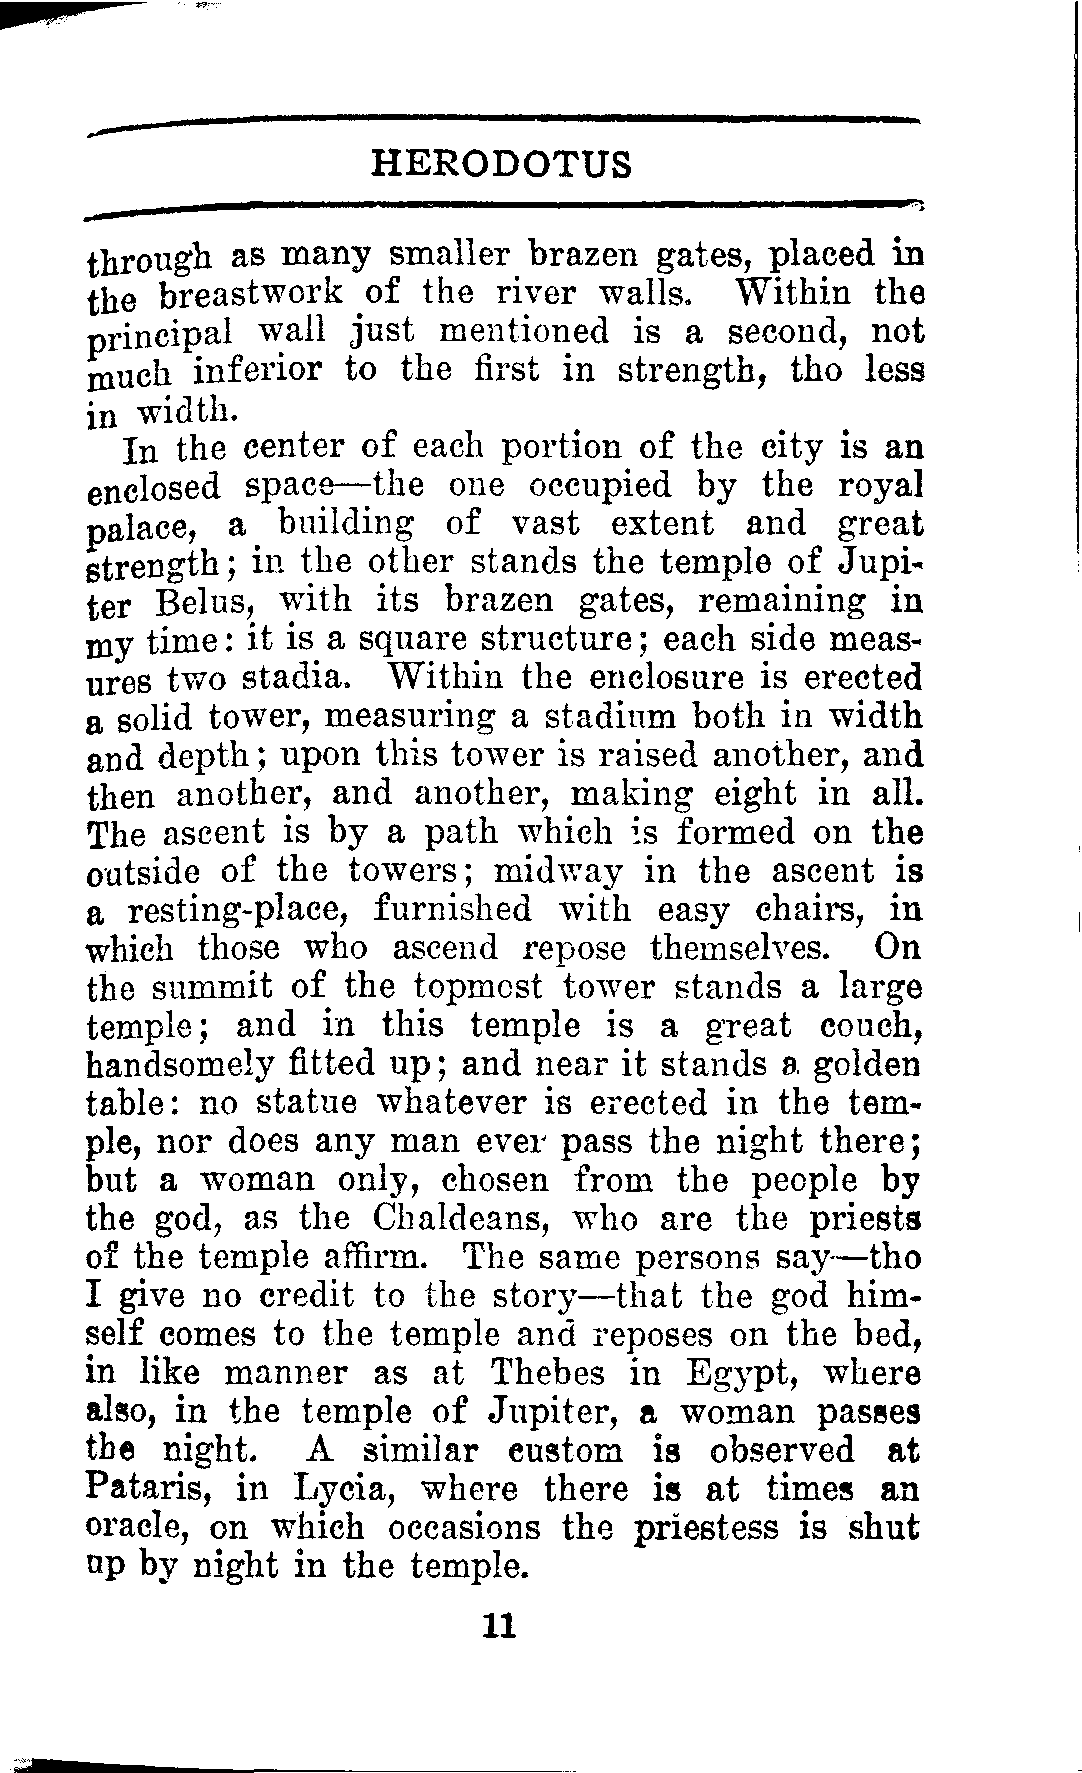 HERODOTUS
through as many smaller brazen gates, placed in
the breastwork of the river walls. Within the
principal wall just mentioned is a second, not
much inferior to the first in strength, tho less
in width.
In the center of each portion of the city is an
enclosed space—the one occupied by the royal
palace, a building of vast extent and great
strength; in the other stands the temple of Jupi-
ter Belus, with its brazen gates, remaining in
my time: it is a square structure; each side meas-
ures two stadia. Within the enclosure is erected
a solid tower, measuring a stadium both in width
and depth; upon this tower is raised another, and
then another, and another, making eight in all.
The ascent is by a path which is formed on the
outside of the towers; midway in the ascent is
a resting-place, furnished with easy chairs, in
which those who ascend repose themselves. On
the summit of the topmost tower stands a large
temple; and in this temple is a great couch,
handsomely fitted up; and near it stands a golden
table: no statue whatever is erected in the tem-
ple, nor does any man ever pass the night there;
but a woman only, chosen from the people by
the god, as the Chaldeans, who are the priests
of the temple affirm. The same persons say—tho
I give no credit to the story—that the god him-
self comes to the temple and reposes on the bed,
in like manner as at Thebes in Egypt, where
also, in the temple of Jupiter, a woman passes
the night. A similar custom is observed at
Pataris, in Lycia, where there is at times an
oracle, on which occasions the priestess is shut
up by night in the temple.
11